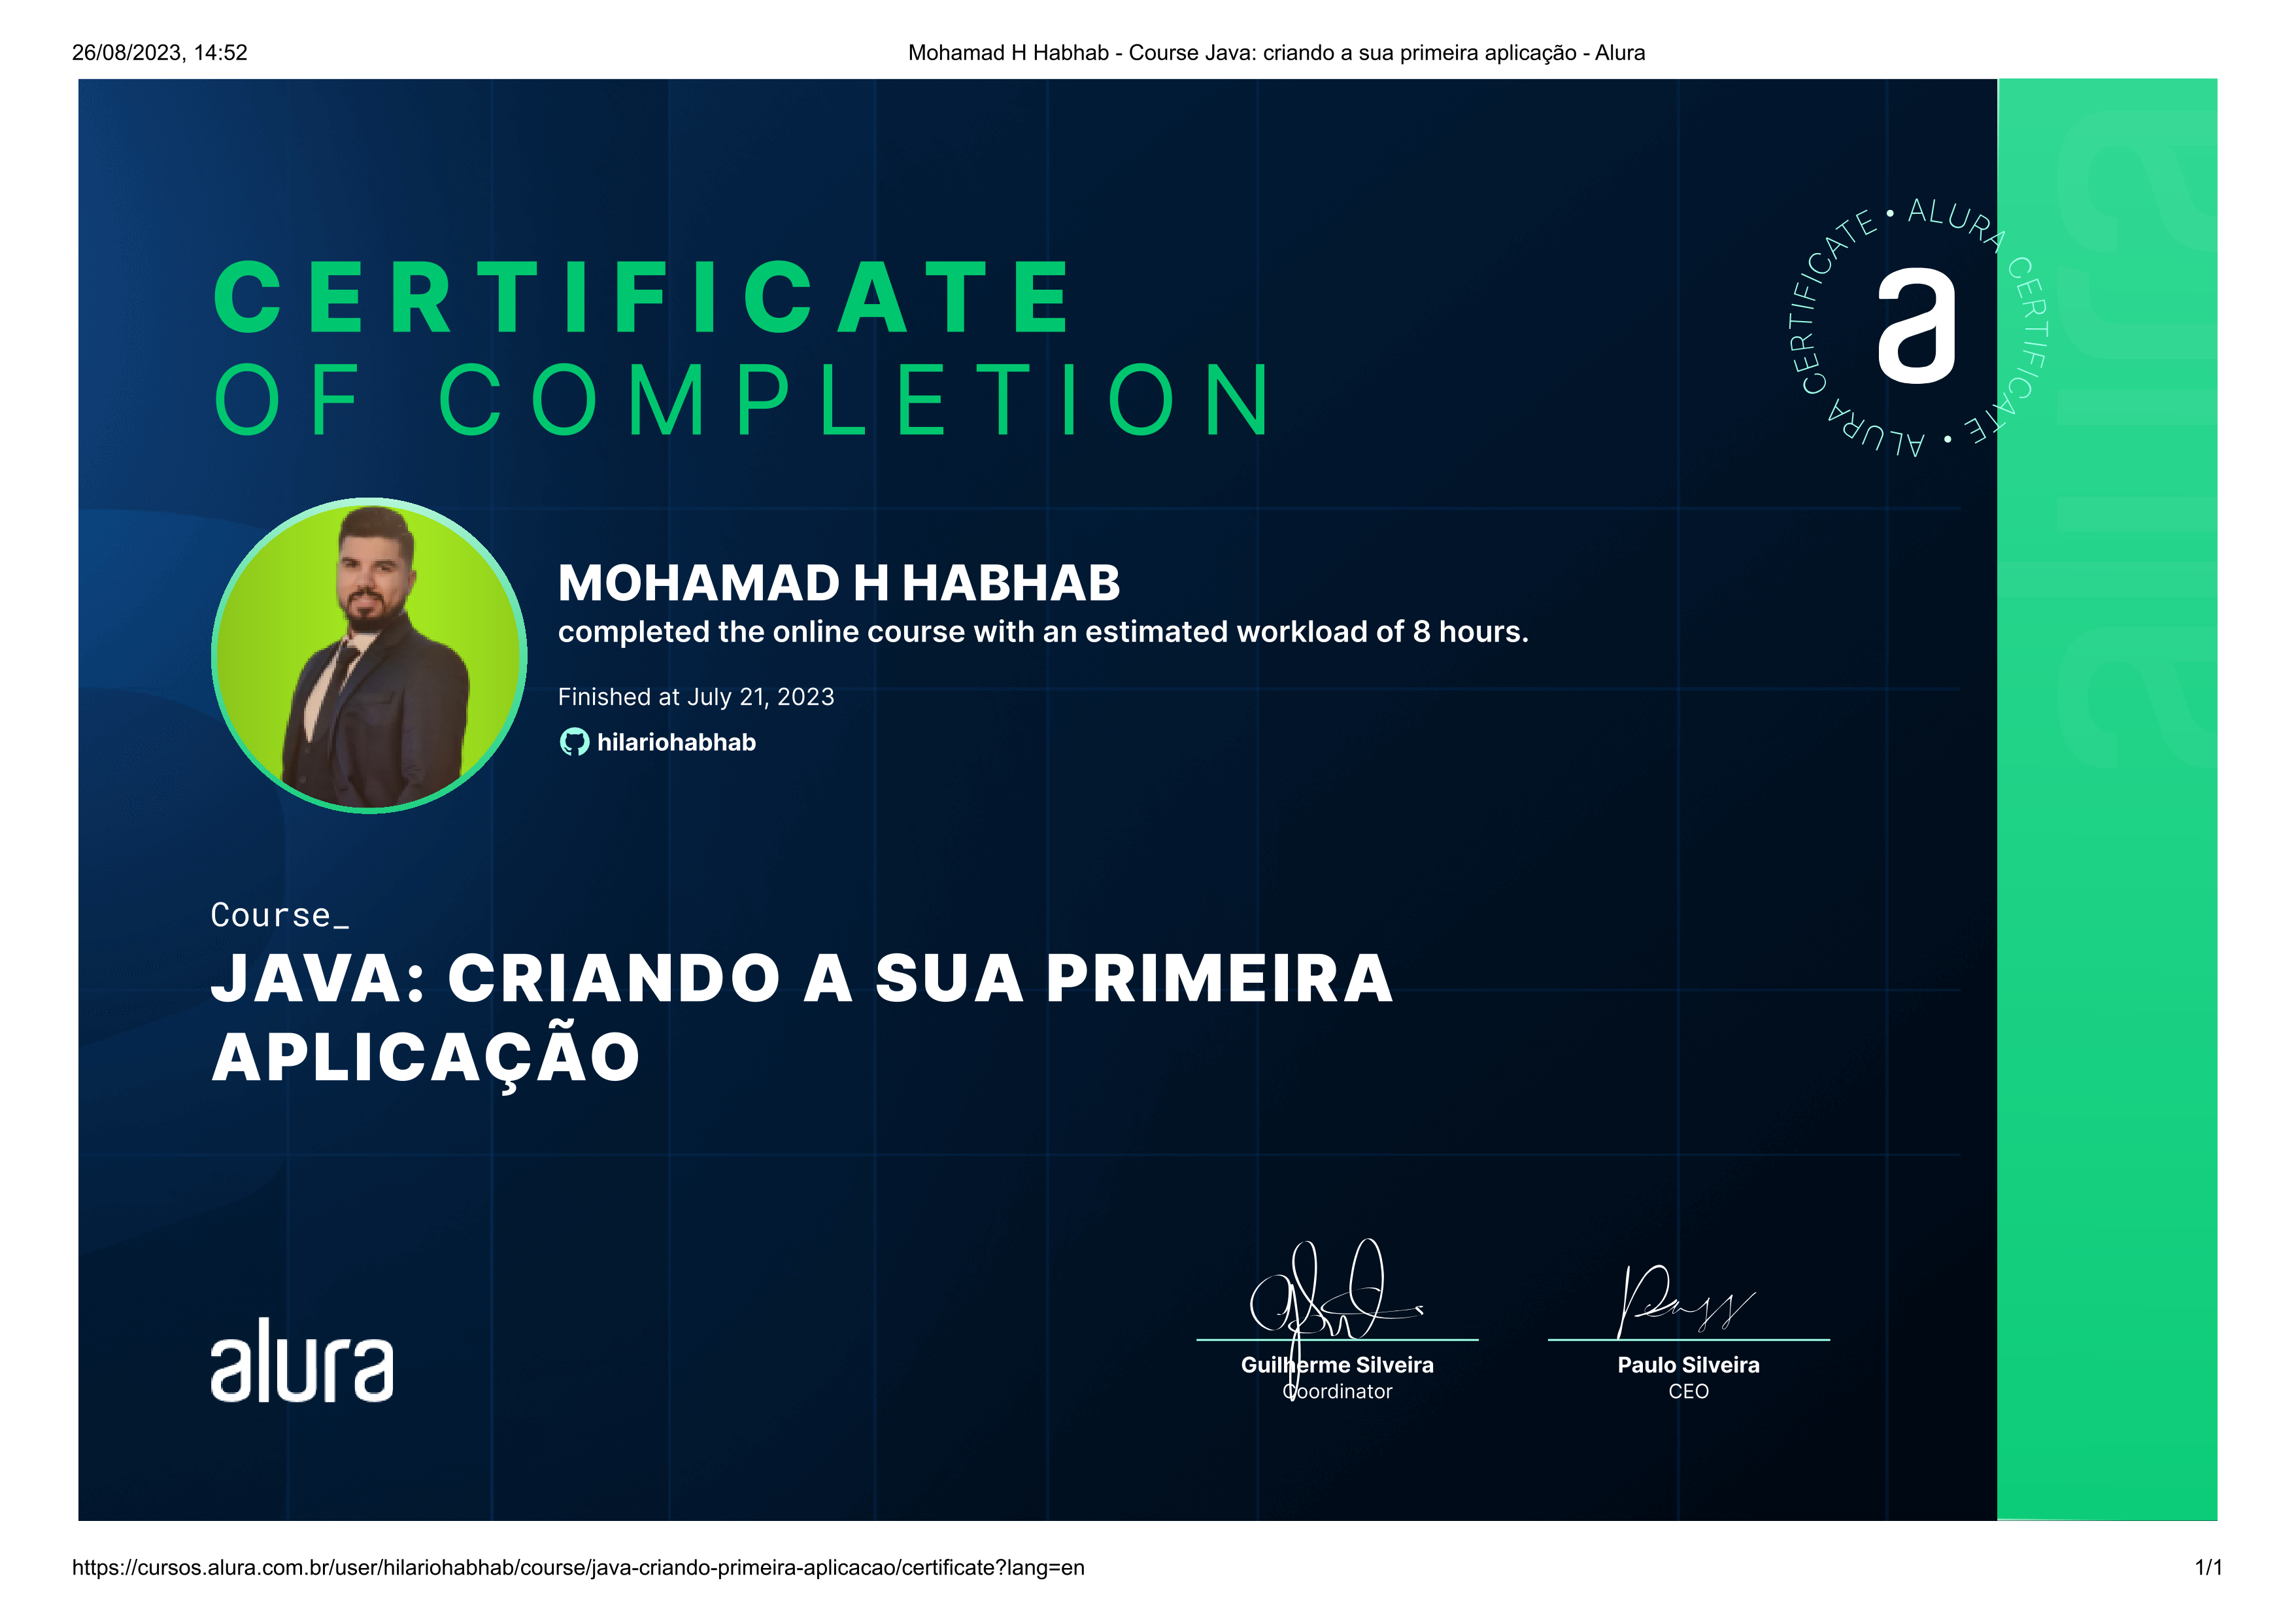 26/08/2023, 14:52
Mohamad H Habhab - Course Java: criando a sua primeira aplicação - Alura
CERTIFICATE
OF COMPLETION
ALURA CERTIFICATE • ALURA CERTIFICATE •
a
alura
MOHAMAD H HABHAB
completed the online course with an estimated workload of 8 hours.
Finished at July 21, 2023
hilariohabhab
Course_
JAVA: CRIANDO A SUA PRIMEIRA
APLICAÇÃO
alura
Guilherme Silveira
Coordinator
Paulo Silveira
CEO
https://cursos.alura.com.br/user/hilariohabhab/course/java-criando-primeira-aplicacao/certificate?lang=en
1/1